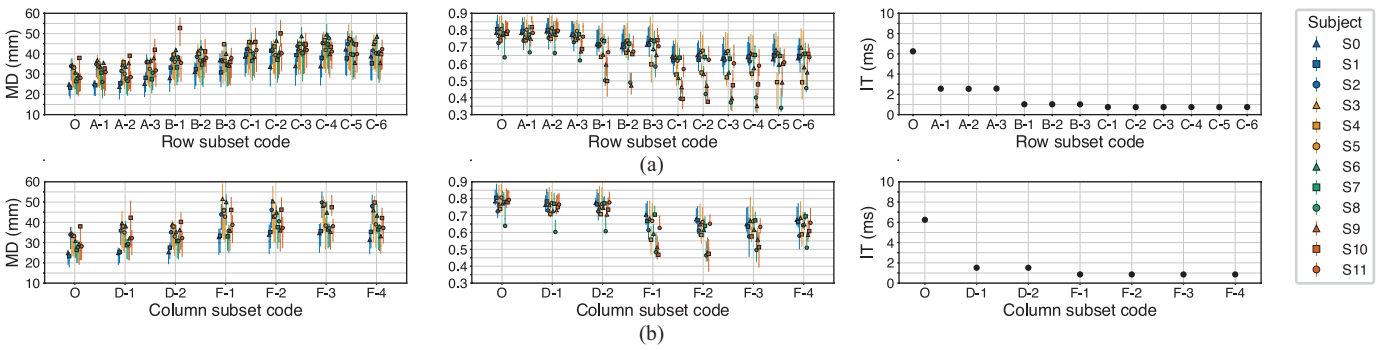 MD (mm)
60
50
40
30
20
10
O A-1 A-2 A-3 B-1 B-2 B-3 C-1 C-2 C-3 C-4 C-5 C-6
Row subset code
0.9
0.8
0.7
0.6
0.5
0.4
0.3
O A-1 A-2 A-3 B-1 B-2 B-3 C-1 C-2 C-3 C-4 C-5 C-6
Row subset code
IT (ms)
10
8
6
4
2
0
O A-1 A-2 A-3 B-1 B-2 B-3 C-1 C-2 C-3 C-4 C-5 C-6
Row subset code
(a)
MD (mm)
60
50
40
30
20
10
O D-1 D-2 F-1 F-2 F-3 F-4
Column subset code
0.9
0.8
0.7
0.6
0.5
0.4
0.3
O D-1 D-2 F-1 F-2 F-3 F-4
Column subset code
IT (ms)
10
8
6
4
2
0
O D-1 D-2 F-1 F-2 F-3 F-4
Column subset code
(b)
Subject
S0
S1
S2
S3
S4
S5
S6
S7
S8
S9
S10
S11